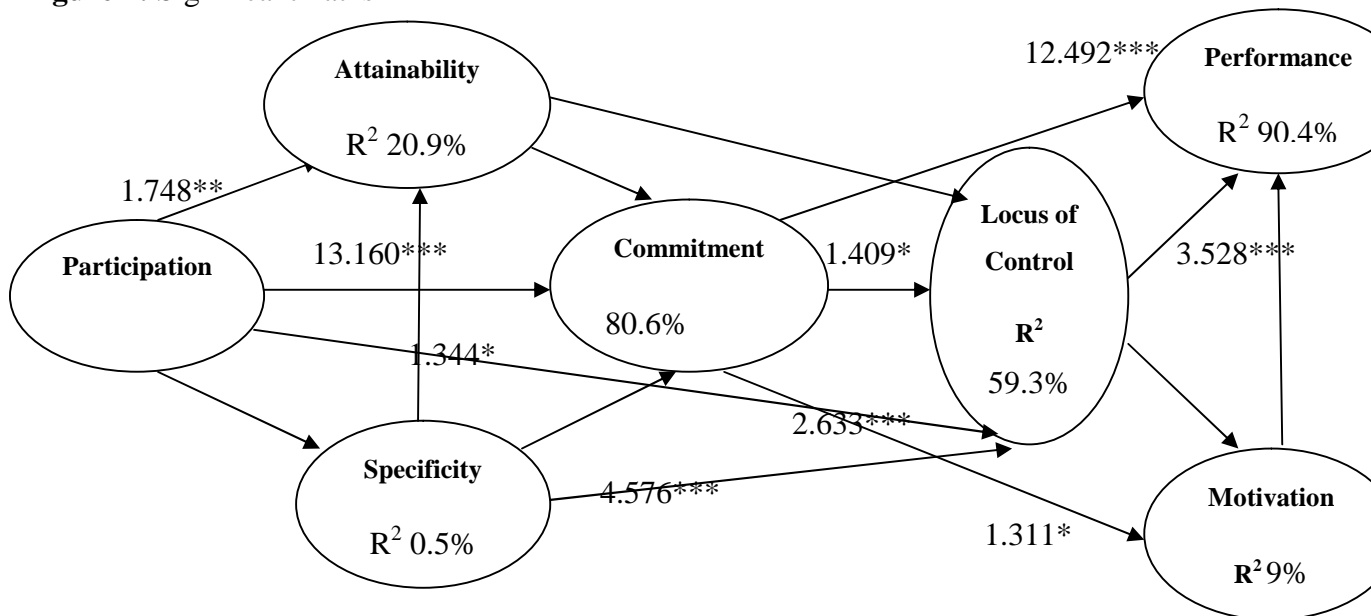 Attainability
R² 20.9%
1.748**
Participation
13.160***
Commitment
80.6%
1.344*
Specificity
R² 0.5%
4.576***
2.633***
1.409*
Locus of
Control
R²
59.3%
12.492***
Performance
R² 90.4%
3.528***
1.311*
Motivation
R² 9%